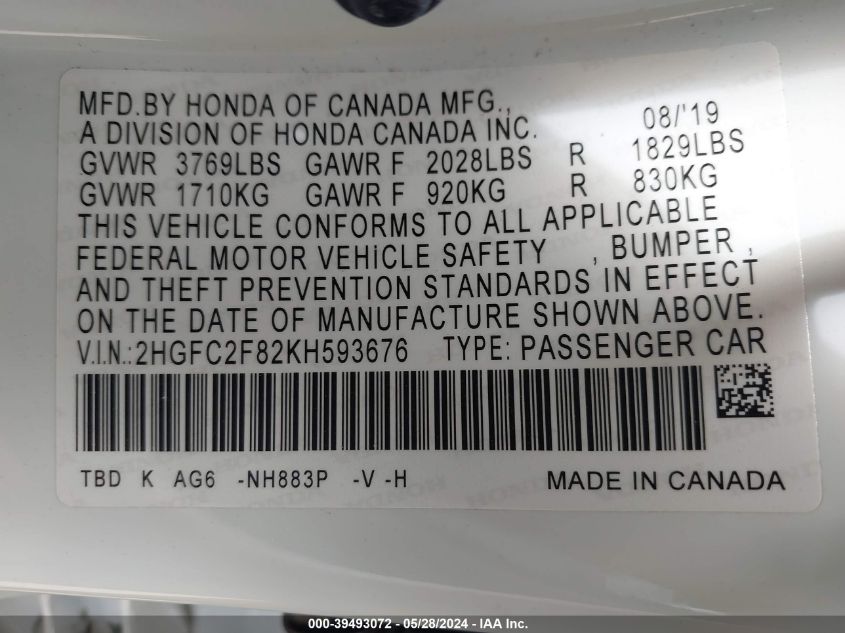 MFD.BY HONDA OF CANADA MFG., 08/'19
A DIVISION OF HONDA CANADA INC.
GVWR 3769LBS GAWR F 2028LBS R 1829LBS
GVWR 1710KG GAWR F 920KG R 830KG
THIS VEHICLE CONFORMS TO ALL APPLICABLE
FEDERAL MOTOR VEHICLE SAFETY , BUMPER ,
AND THEFT PREVENTION STANDARDS IN EFFECT
ON THE DATE OF MANUFACTURE SHOWN ABOVE.
V.I.N.:2HGFC2F82KH593676 TYPE: PASSENGER CAR
TBD K AG6 -NH883P -V -H MADE IN CANADA
000-39493072 - 05/28/2024 - IAA Inc.